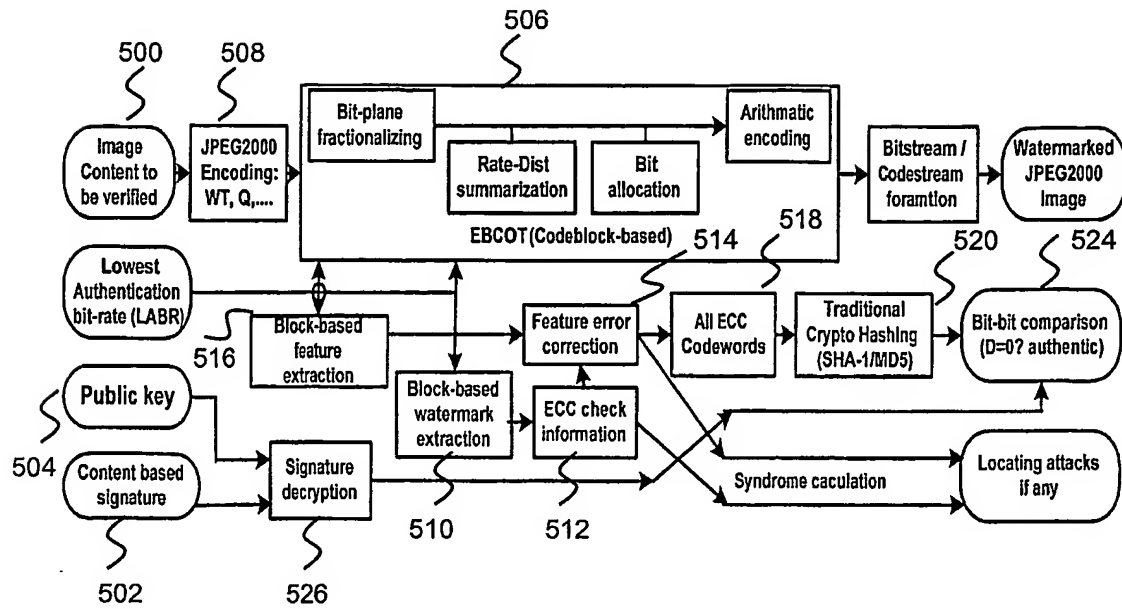 506
500
508
Image
Content to
be verified
JPEG2000
Encoding:
WT, Q,....
Bit-plane
fractionalizing
Rate-Dist
summarization
Bit
allocation
Arithmatic
encoding
EBCOT(Codeblock-based)
Bitstream /
Codestream
foramtion
Watermarked
JPEG2000
Image
518
514
520
524
Lowest
Authentication
bit-rate (LABR)
516
Block-based
feature
extraction
Feature error
correction
All ECC
Codewords
Traditional
Crypto Hashing
(SHA-1/MD5)
Bit-bit comparison
(D=0? authentic)
Public key
504
Block-based
watermark
extraction
ECC check
information
Content based
signature
Signature
decryption
Syndrome caculation
Locating attacks
if any
510
512
502
526